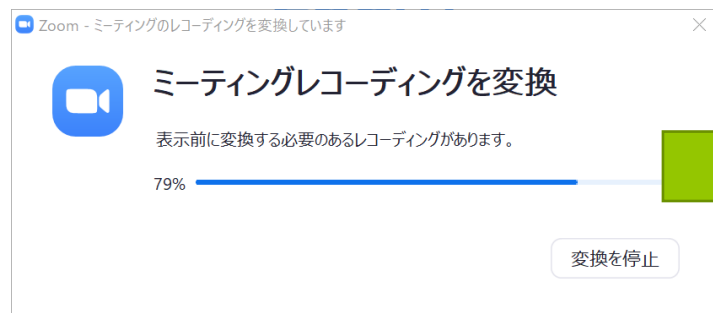 Zoom - ミーティングのレコーディングを変換しています
ミーティングレコーディングを変換
表示前に変換する必要のあるレコーディングがあります。
79%
変換を停止